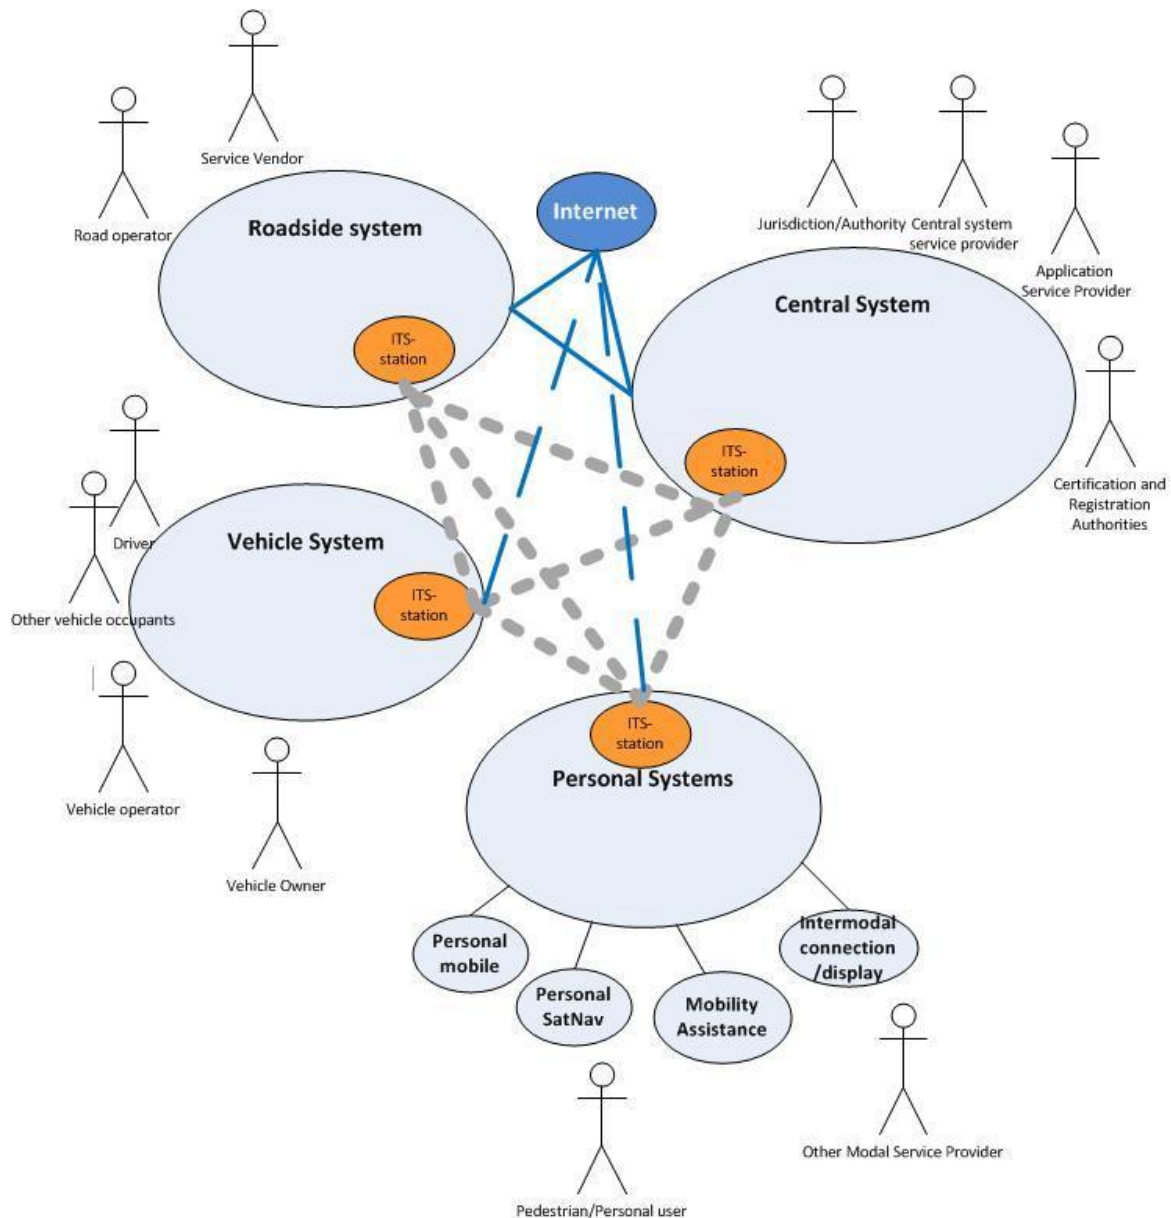 Service Vendor
Road operator
Roadside system
ITS-
station
Internet
Jurisdiction/Authority
Central system
service provider
Application
Service Provider
Central System
ITS-
station
Certification and
Registration
Authorities
Driver
Other vehicle occupants
Vehicle System
ITS-
station
Vehicle operator
Vehicle Owner
ITS-
station
Personal Systems
Personal
mobile
Personal
SatNav
Mobility
Assistance
Intermodal
connection
/display
Other Modal Service Provider
Pedestrian/Personal user